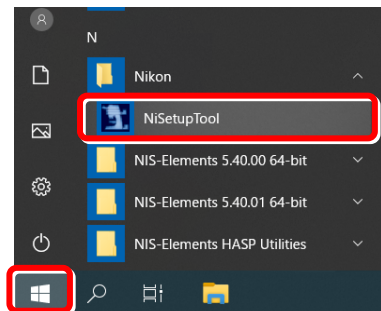 N
Nikon
NiSetupTool
NIS-Elements 5.40.00 64-bit
NIS-Elements 5.40.01 64-bit
NIS-Elements HASP Utilities